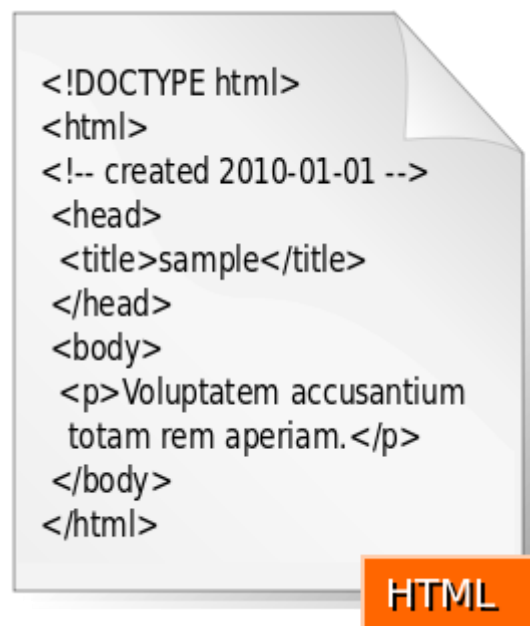 <!DOCTYPE html>
<html>
<!-- created 2010-01-01 -->
<head>
<title>sample</title>
</head>
<body>
<p>Voluptatem accusantium
totam rem aperiam.</p>
</body>
</html>
HTML